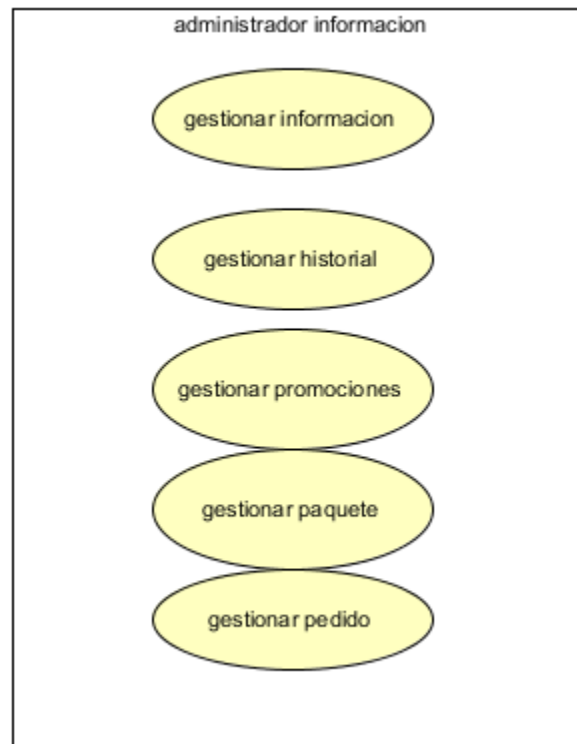 administrador informacion
gestionar informacion
gestionar historial
gestionar promociones
gestionar paquete
gestionar pedido